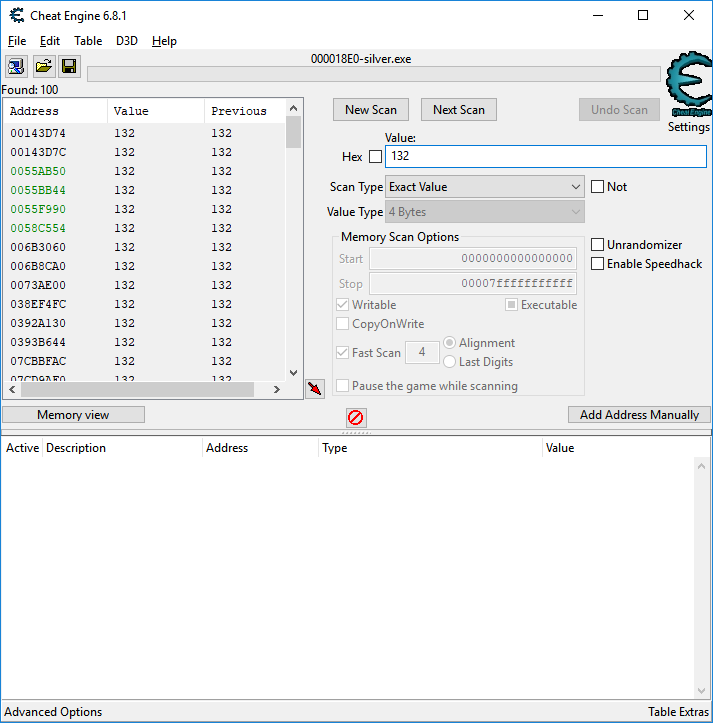 Cheat Engine 6.8.1
File Edit Table D3D Help
000018E0-silver.exe
Found: 100
Address Value Previous
00143D74 132 132
00143D7C 132 132
0055AB50 132 132
0055BB44 132 132
0055F990 132 132
0058C554 132 132
006B3060 132 132
006B8CA0 132 132
0073AE00 132 132
038EF4FC 132 132
0392A130 132 132
0393B644 132 132
07CBBFAC 132 132
07CD9AF0 132 132
New Scan Next Scan Undo Scan
CheatEngine
Settings
Value:
Hex 132
Scan Type Exact Value Not
Value Type 4 Bytes
Memory Scan Options
Start 0000000000000000
Stop 00007fffffffffff
Unrandomizer
Enable Speedhack
Writable Executable
CopyOnWrite
Fast Scan 4 Alignment
Last Digits
Pause the game while scanning
Memory view Add Address Manually
Active Description Address Type Value
Advanced Options Table Extras